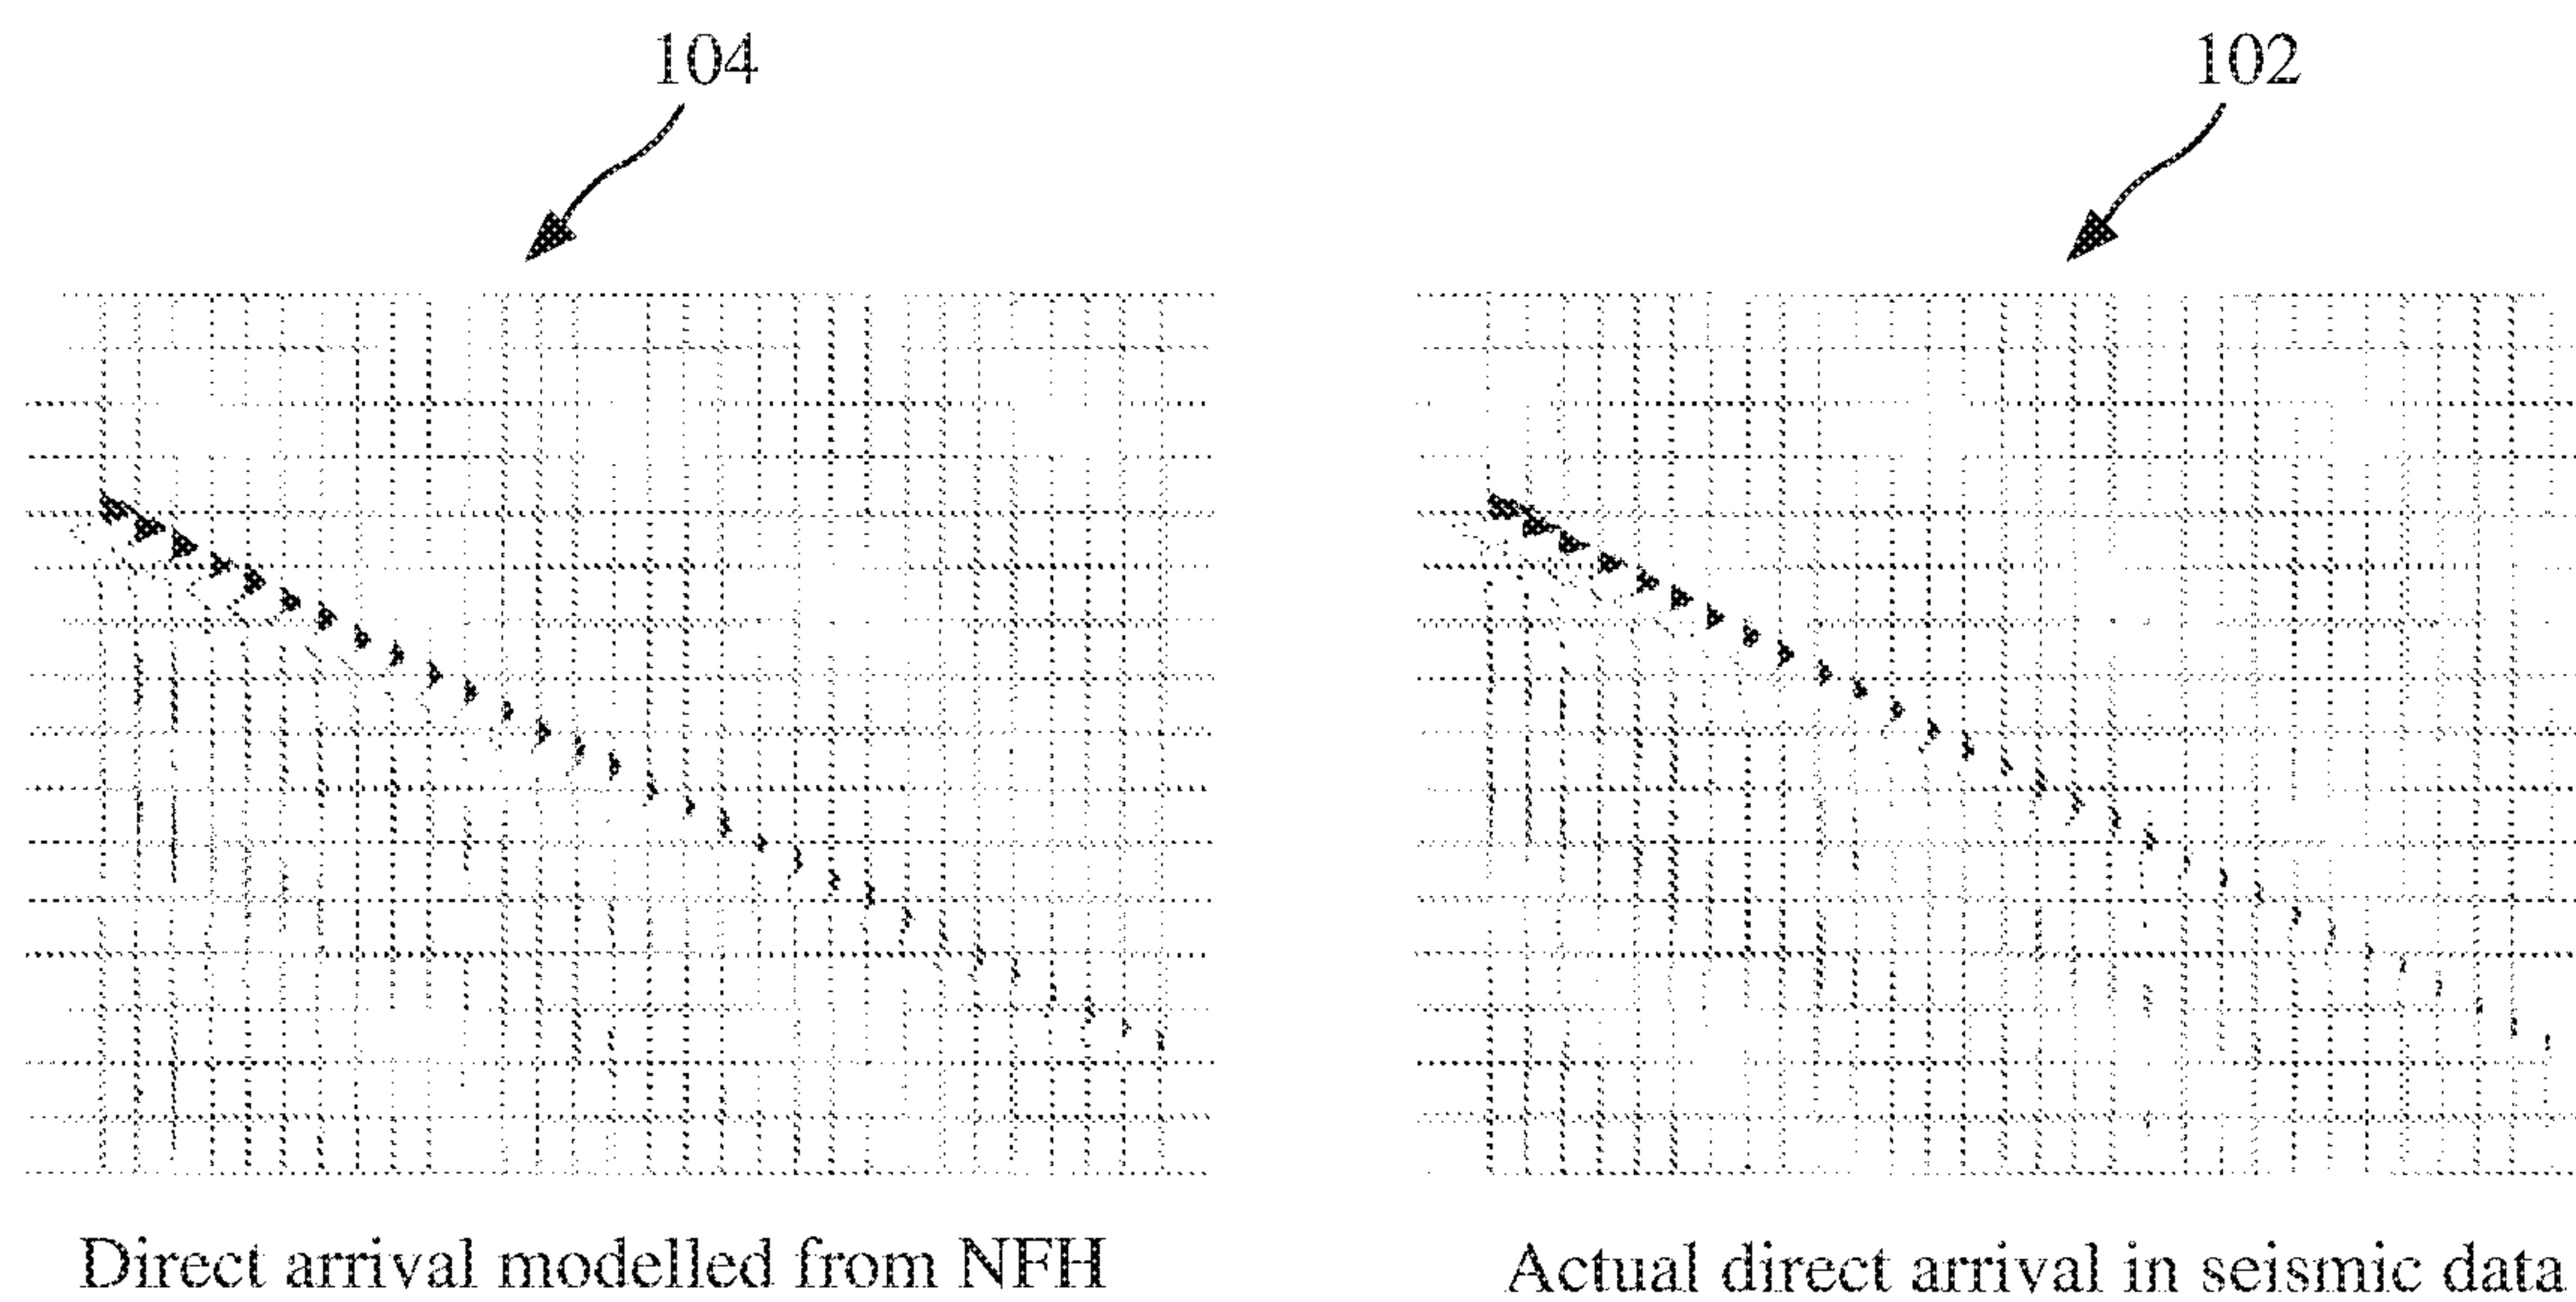 104
102
Direct arrival modelled from NFH
Actual direct arrival in seismic data